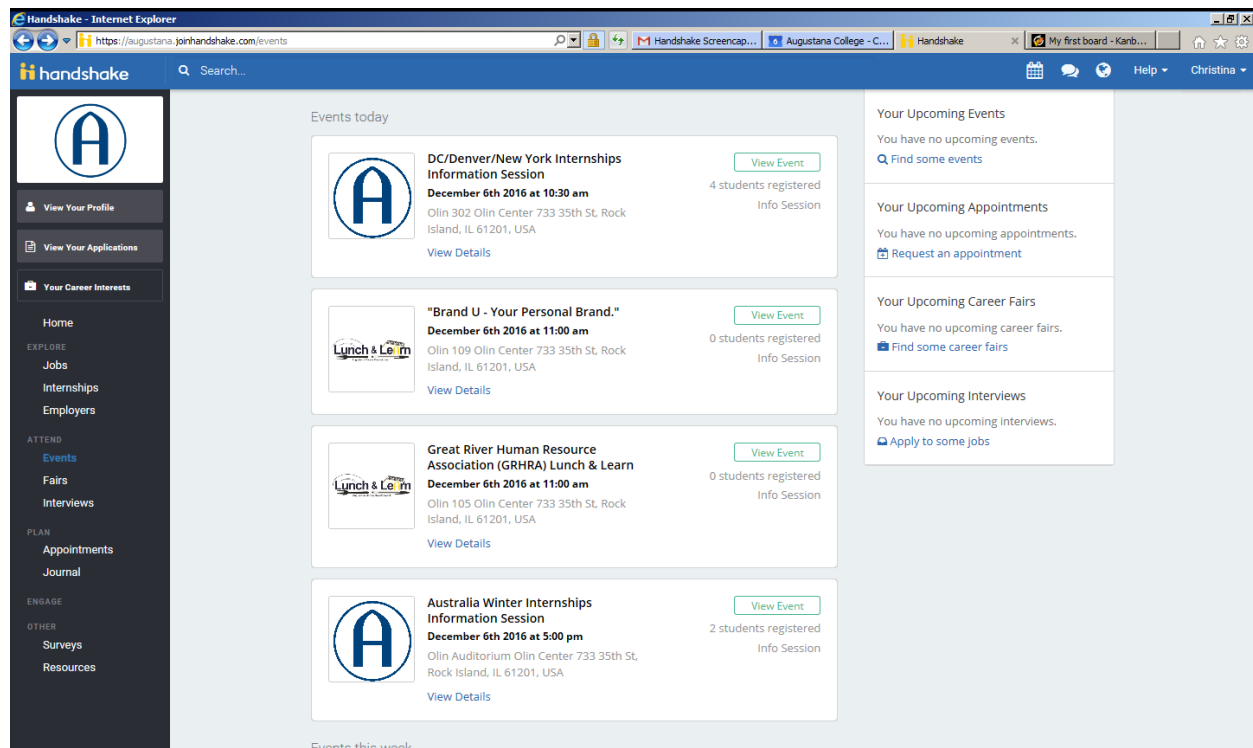 Handshake - Internet Explorer
https://augustana.joinhandshake.com/events
Handshake Screencap...
Augustana College - C...
Handshake
My first board - Kanb...
handshake
Search...
Help
Christina
A
View Your Profile
View Your Applications
Your Career Interests
Home
EXPLORE
Jobs
Internships
Employers
ATTEND
Events
Fairs
Interviews
PLAN
Appointments
Journal
ENGAGE
OTHER
Surveys
Resources
Events today
A
DC/Denver/New York Internships
Information Session
December 6th 2016 at 10:30 am
Olin 302 Olin Center 733 35th St, Rock
Island, IL 61201, USA
View Details
View Event
4 students registered
Info Session
Lunch & Learn
"Brand U - Your Personal Brand."
December 6th 2016 at 11:00 am
Olin 109 Olin Center 733 35th St, Rock
Island, IL 61201, USA
View Details
View Event
0 students registered
Info Session
Lunch & Learn
Great River Human Resource
Association (GRHRA) Lunch & Learn
December 6th 2016 at 11:00 am
Olin 105 Olin Center 733 35th St, Rock
Island, IL 61201, USA
View Details
View Event
0 students registered
Info Session
A
Australia Winter Internships
Information Session
December 6th 2016 at 5:00 pm
Olin Auditorium Olin Center 733 35th St,
Rock Island, IL 61201, USA
View Details
View Event
2 students registered
Info Session
Events this week
Your Upcoming Events
You have no upcoming events.
Find some events
Your Upcoming Appointments
You have no upcoming appointments.
Request an appointment
Your Upcoming Career Fairs
You have no upcoming career fairs.
Find some career fairs
Your Upcoming Interviews
You have no upcoming interviews.
Apply to some jobs